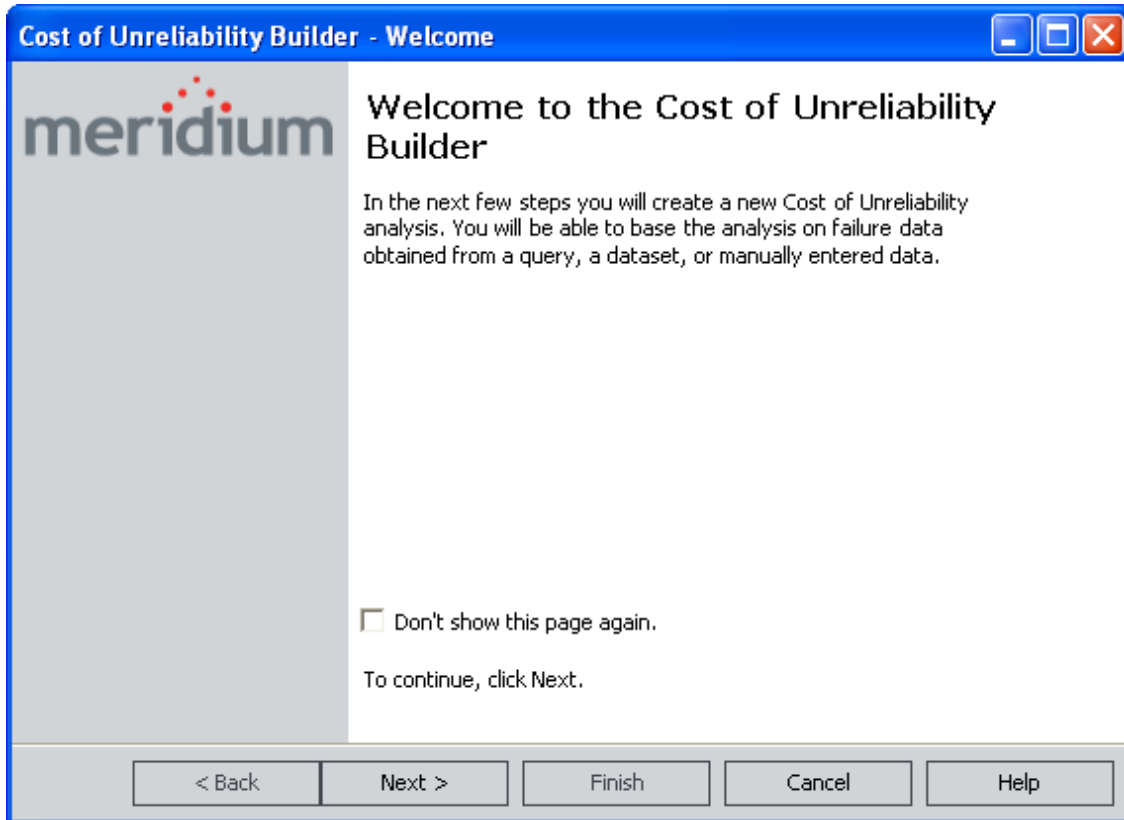 Cost of Unreliability Builder - Welcome
meridium
Welcome to the Cost of Unreliability
Builder
In the next few steps you will create a new Cost of Unreliability
analysis. You will be able to base the analysis on failure data
obtained from a query, a dataset, or manually entered data.
Don't show this page again.
To continue, click Next.
< Back
Next >
Finish
Cancel
Help